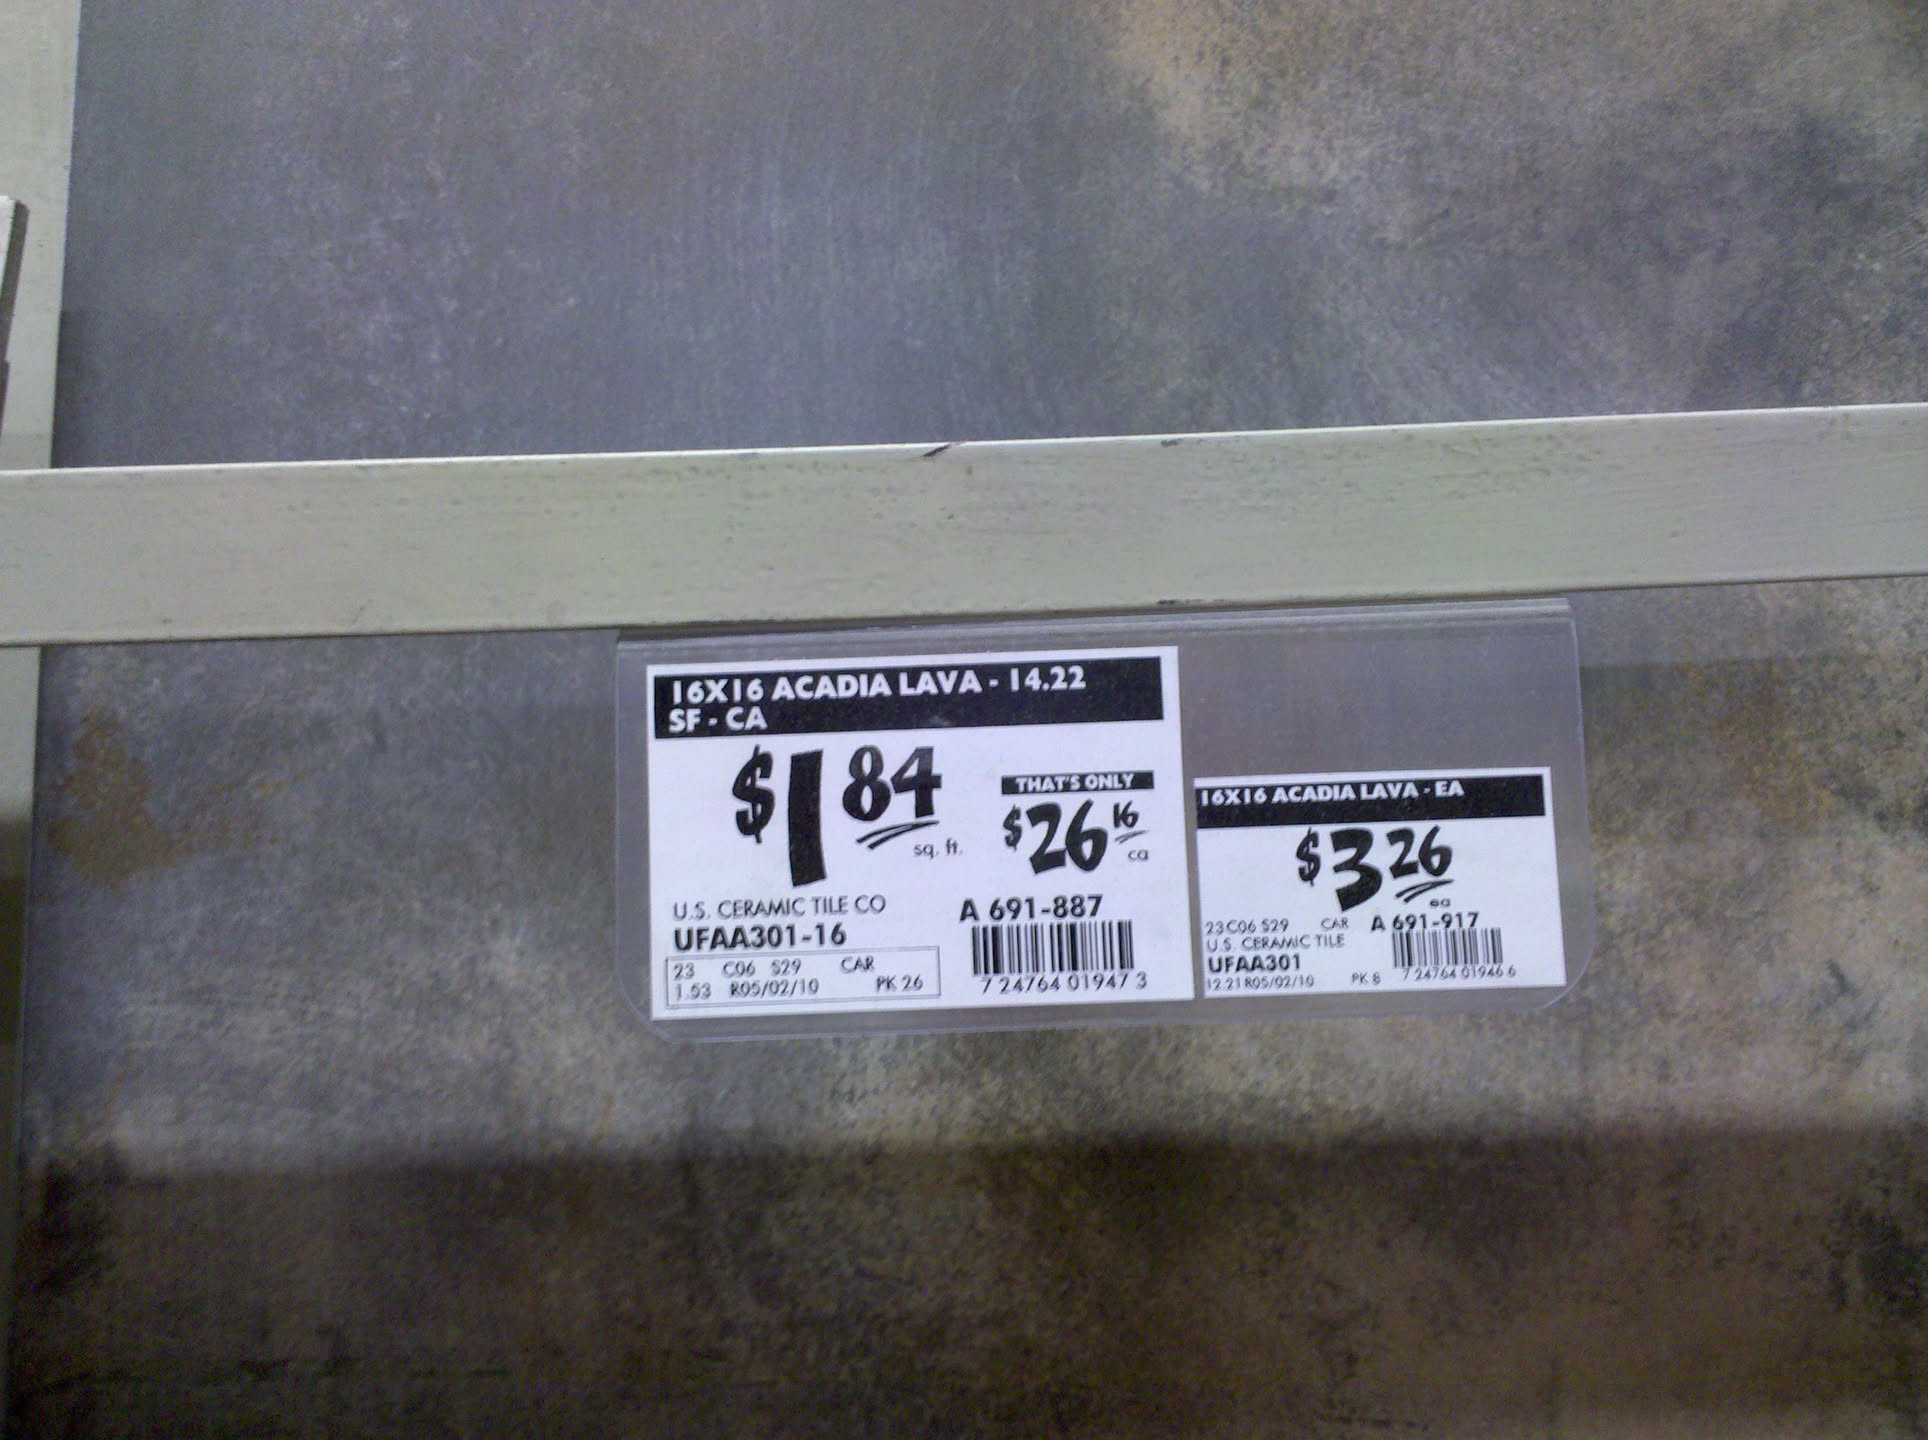 16X16 ACADIA LAVA - 14.22
SF - CA
$1 84
sq. ft.
THAT'S ONLY
$26 16
ca
U.S. CERAMIC TILE CO
A 691-887
UFAA301-16
23 C06 S29 CAR
1.53 R05/02/10 PK 26
7 24764 01947 3
16X16 ACADIA LAVA - EA
$3 26
ea
23 C06 S29 CAR A 691-917
U.S. CERAMIC TILE
UFAA301
12.21 R05/02/10 PK 8
7 24764 01946 6